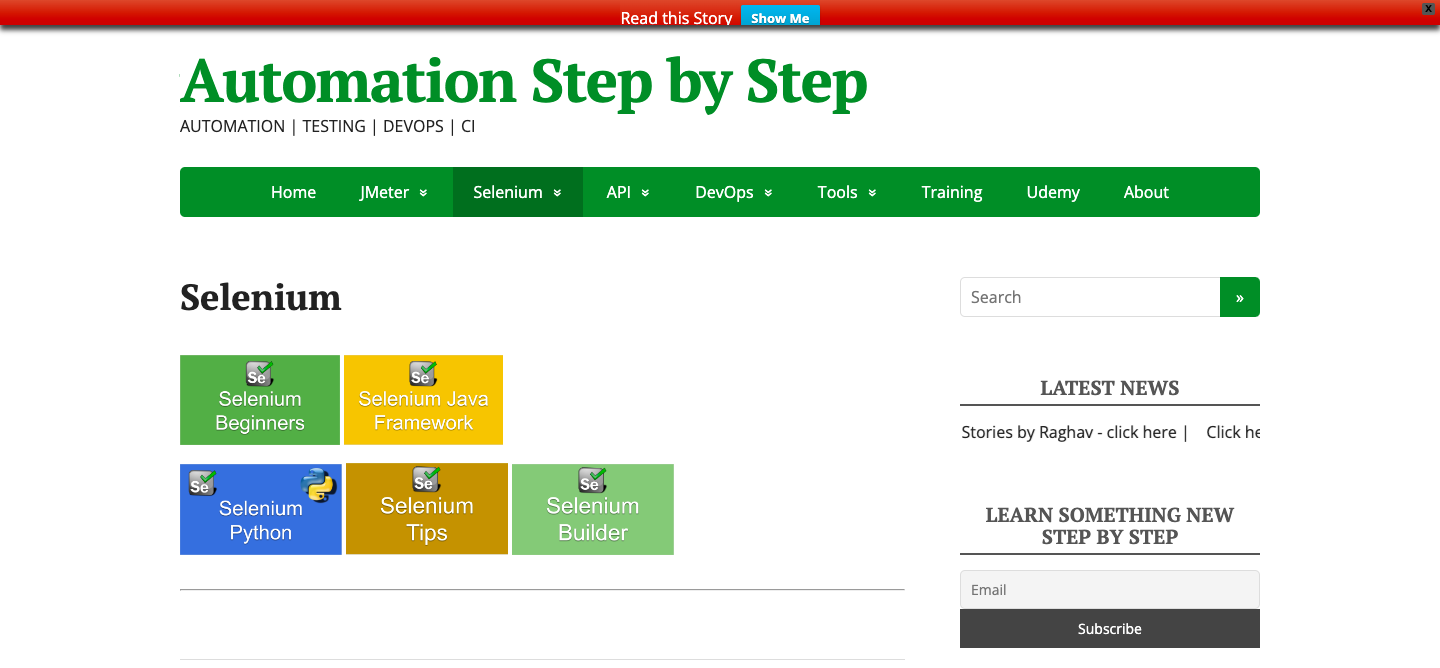 Read this Story Show Me X
Automation Step by Step
AUTOMATION | TESTING | DEVOPS | CI
Home JMeter Selenium API DevOps Tools Training Udemy About
Selenium
Search »
Se Selenium Beginners
Se Selenium Java Framework
Se Selenium Python
Se Selenium Tips
Se Selenium Builder
LATEST NEWS
Stories by Raghav - click here | Click he
LEARN SOMETHING NEW
STEP BY STEP
Email
Subscribe